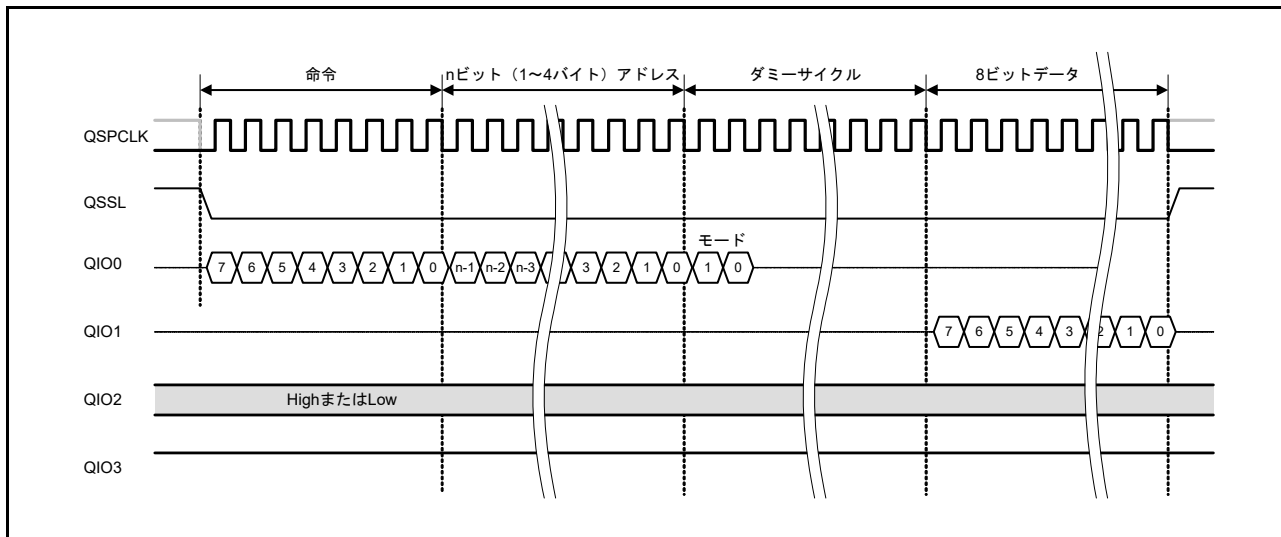 命令 nビット（1～4バイト）アドレス ダミーサイクル 8ビットデータ
QSPCLK
QSSL
モード
QIO0 7 6 5 4 3 2 1 0 n-1 n-2 n-3 3 2 1 0 1 0
QIO1 7 6 5 4 3 2 1 0
QIO2 HighまたはLow
QIO3